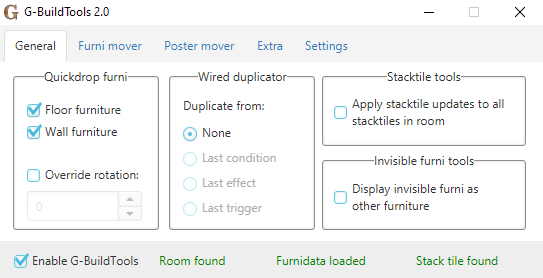 G G-BuildTools 2.0
General Furni mover Poster mover Extra Settings
Quickdrop furni
Floor furniture
Wall furniture
Override rotation:
0
Wired duplicator
Duplicate from:
None
Last condition
Last effect
Last trigger
Stacktile tools
Apply stacktile updates to all
stacktiles in room
Invisible furni tools
Display invisible furni as
other furniture
Enable G-BuildTools Room found Furnidata loaded Stack tile found